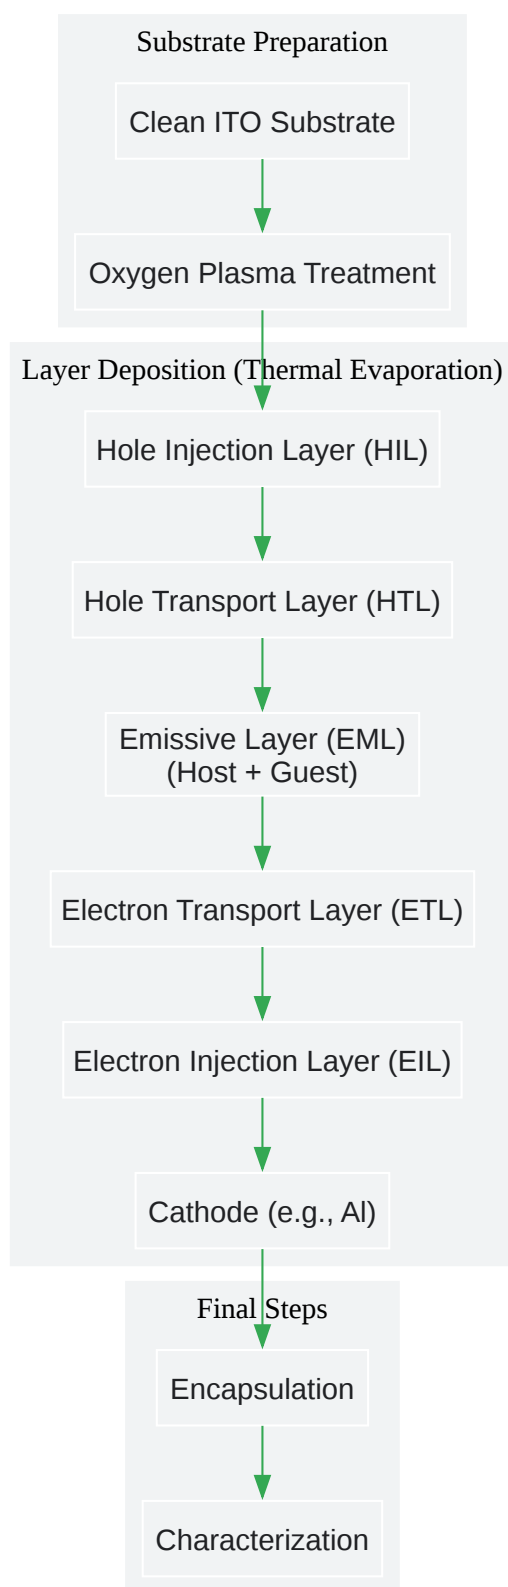 Substrate Preparation
Clean ITO Substrate
Oxygen Plasma Treatment
Layer Deposition (Thermal Evaporation)
Hole Injection Layer (HIL)
Hole Transport Layer (HTL)
Emissive Layer (EML)
(Host + Guest)
Electron Transport Layer (ETL)
Electron Injection Layer (EIL)
Cathode (e.g., Al)
Final Steps
Encapsulation
Characterization